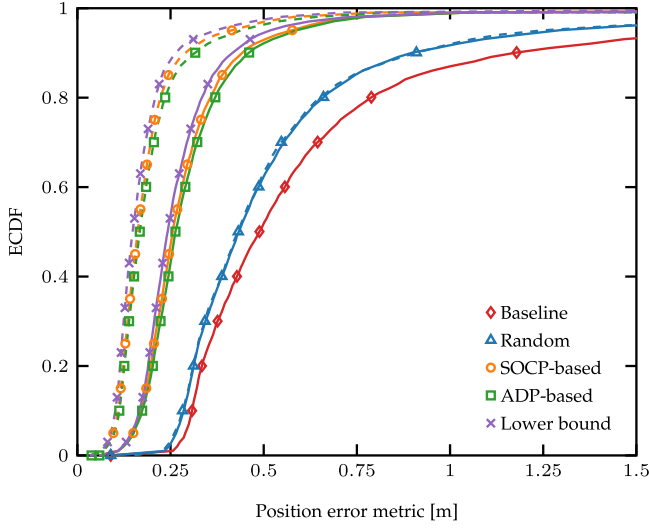 1
0.8
0.6
0.4
0.2
0
ECDF
0
0.25
0.5
0.75
1
1.25
1.5
Position error metric [m]
Baseline
Random
SOCP-based
ADP-based
Lower bound